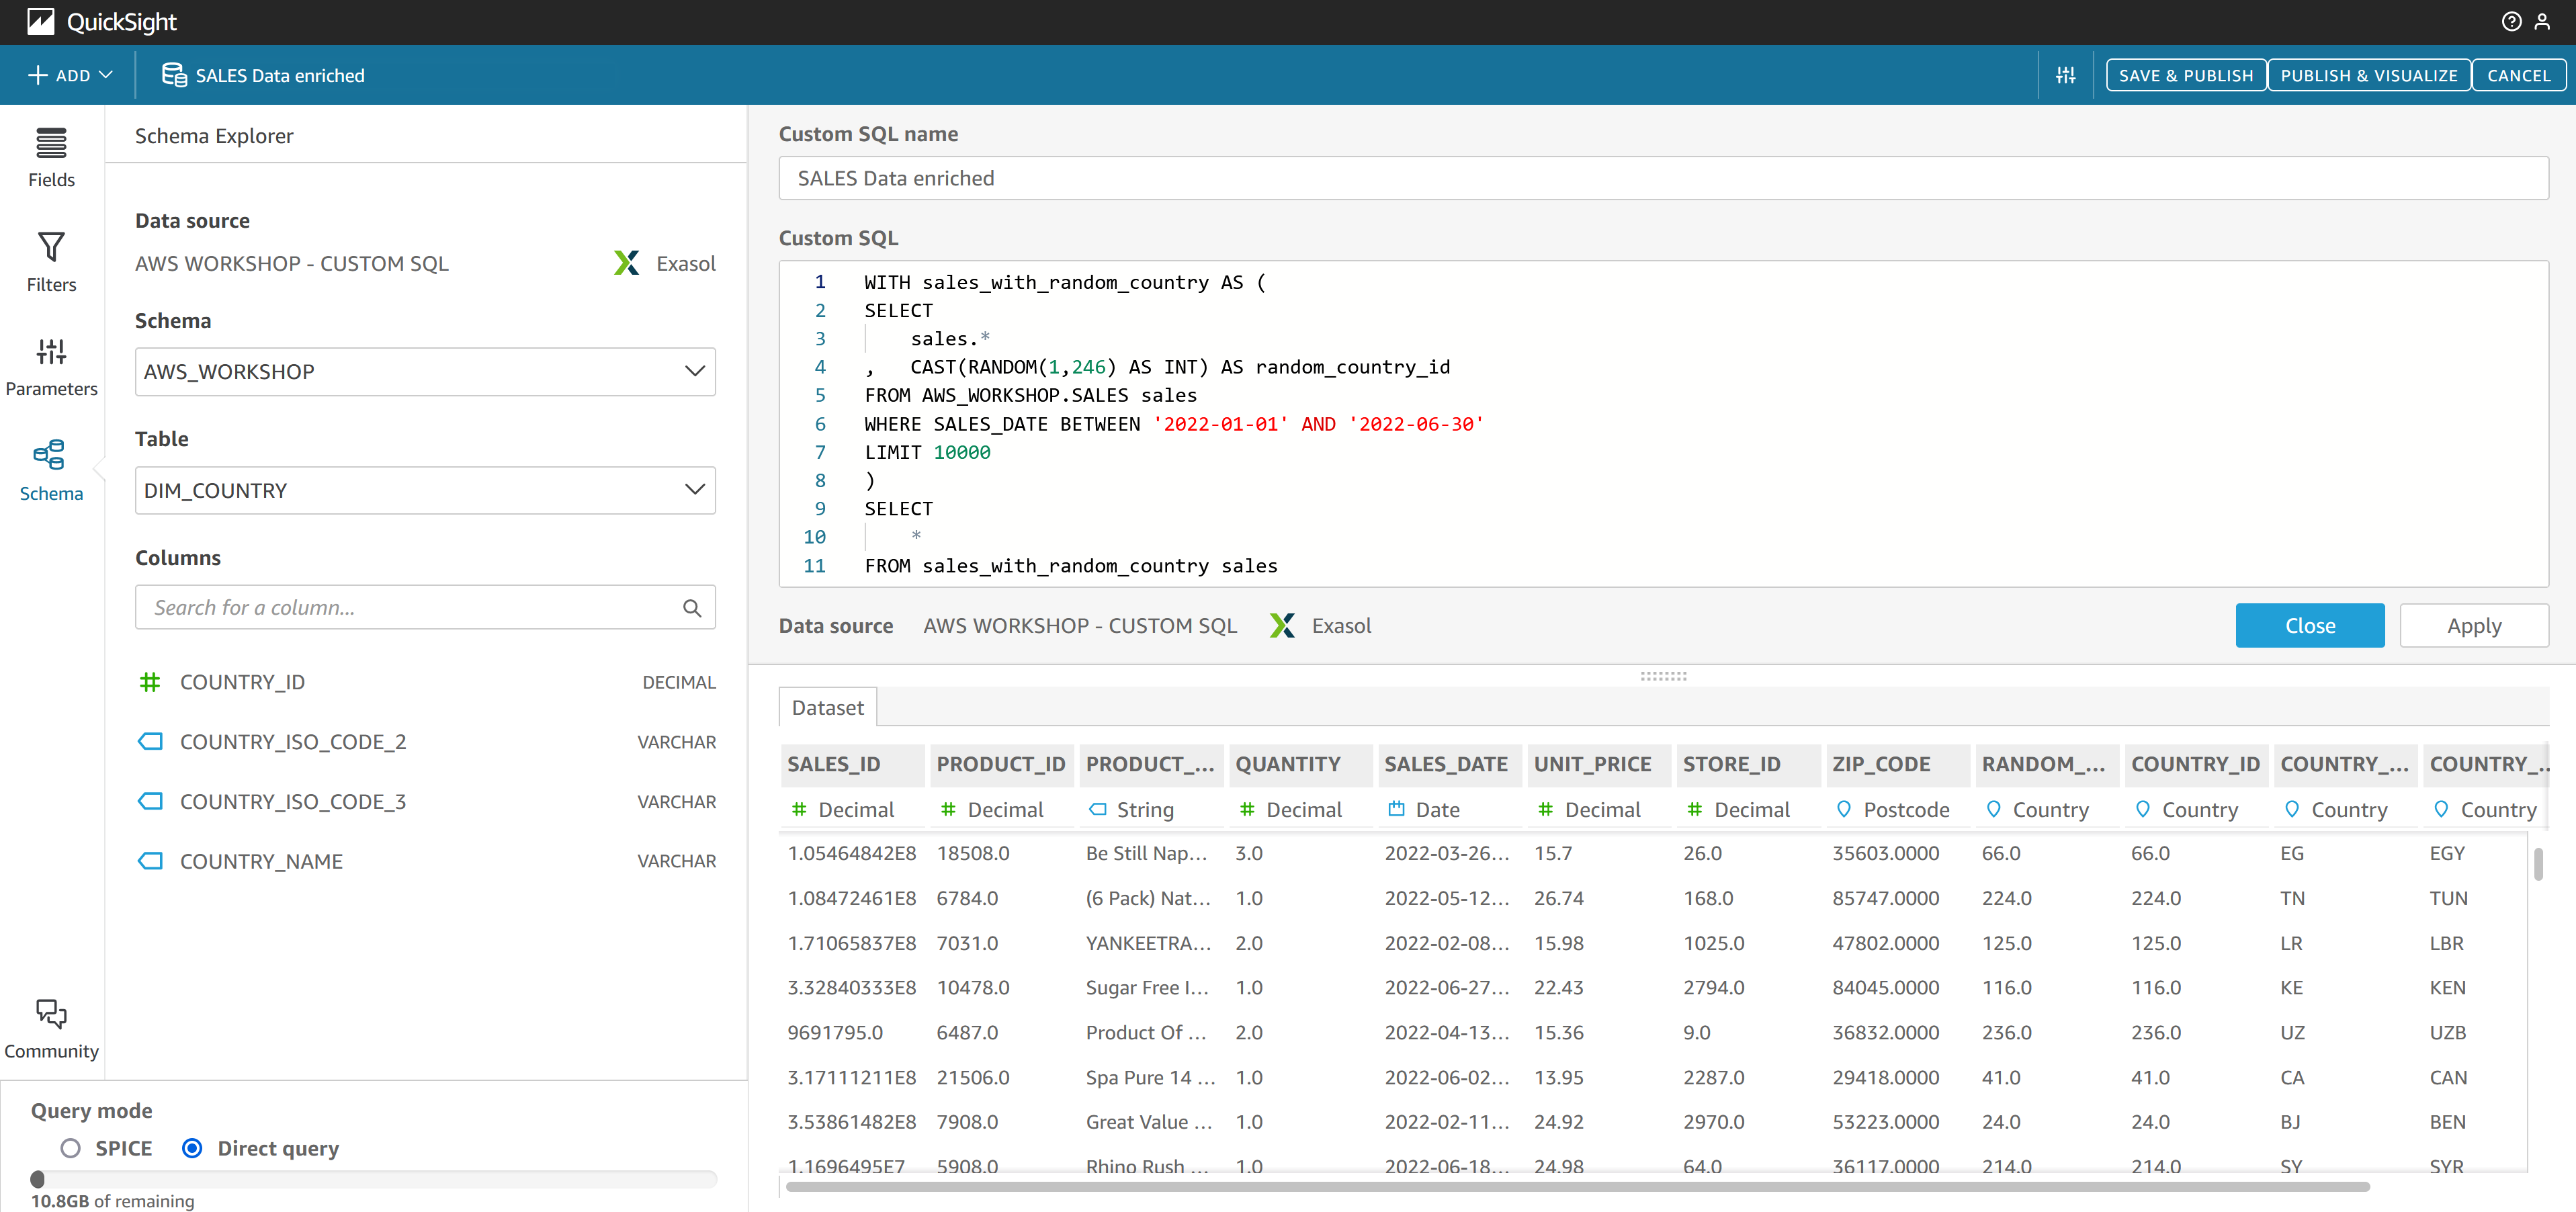 QuickSight
ADD
SALES Data enriched
SAVE & PUBLISH
PUBLISH & VISUALIZE
CANCEL
Fields
Filters
Parameters
Schema
Community
Schema Explorer
Data source
AWS WORKSHOP - CUSTOM SQL Exasol
Schema
AWS_WORKSHOP
Table
DIM_COUNTRY
Columns
Search for a column...
COUNTRY_ID DECIMAL
COUNTRY_ISO_CODE_2 VARCHAR
COUNTRY_ISO_CODE_3 VARCHAR
COUNTRY_NAME VARCHAR
Query mode
SPICE Direct query
10.8GB of remaining
Custom SQL name
SALES Data enriched
Custom SQL
1 WITH sales_with_random_country AS (
2 SELECT
3 sales.*
4 , CAST(RANDOM(1,246) AS INT) AS random_country_id
5 FROM AWS_WORKSHOP.SALES sales
6 WHERE SALES_DATE BETWEEN '2022-01-01' AND '2022-06-30'
7 LIMIT 10000
8 )
9 SELECT
10 *
11 FROM sales_with_random_country sales
Data source AWS WORKSHOP - CUSTOM SQL Exasol
Close
Apply
Dataset
SALES_ID PRODUCT_ID PRODUCT_... QUANTITY SALES_DATE UNIT_PRICE STORE_ID ZIP_CODE RANDOM_... COUNTRY_ID COUNTRY_... COUNTRY_...
Decimal Decimal String Decimal Date Decimal Decimal Postcode Country Country Country Country
1.05464842E8 18508.0 Be Still Nap... 3.0 2022-03-26... 15.7 26.0 35603.0000 66.0 66.0 EG EGY
1.08472461E8 6784.0 (6 Pack) Nat... 1.0 2022-05-12... 26.74 168.0 85747.0000 224.0 224.0 TN TUN
1.71065837E8 7031.0 YANKEETRA... 2.0 2022-02-08... 15.98 1025.0 47802.0000 125.0 125.0 LR LBR
3.32840333E8 10478.0 Sugar Free I... 1.0 2022-06-27... 22.43 2794.0 84045.0000 116.0 116.0 KE KEN
9691795.0 6487.0 Product Of ... 2.0 2022-04-13... 15.36 9.0 36832.0000 236.0 236.0 UZ UZB
3.17111211E8 21506.0 Spa Pure 14 ... 1.0 2022-06-02... 13.95 2287.0 29418.0000 41.0 41.0 CA CAN
3.53861482E8 7908.0 Great Value ... 1.0 2022-02-11... 24.92 2970.0 53223.0000 24.0 24.0 BJ BEN
1.1696495E7 5908.0 Rhino Rush ... 1.0 2022-06-18... 24.98 64.0 36117.0000 214.0 214.0 SY SYR